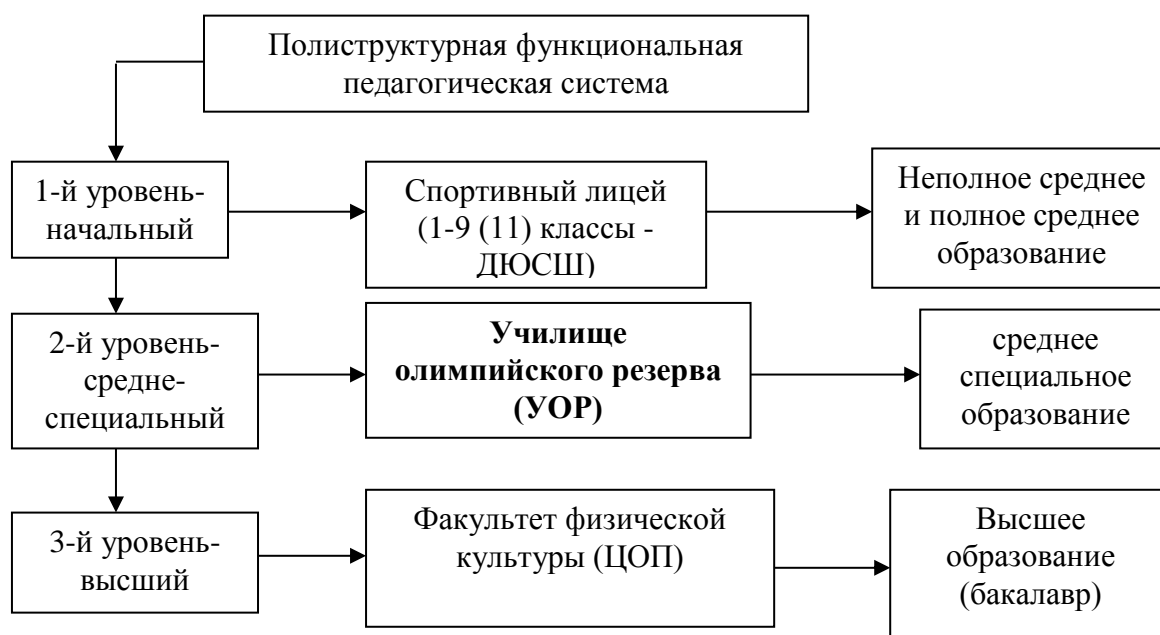 Полиструктурная функциональная
педагогическая система
1-й уровень-
начальный
Спортивный лицей
(1-9 (11) классы -
ДЮСШ)
Неполное среднее
и полное среднее
образование
2-й уровень-
средне-
специальный
Училище
олимпийского резерва
(УОР)
среднее
специальное
образование
3-й уровень-
высший
Факультет физической
культуры (ЦОП)
Высшее
образование
(бакалавр)